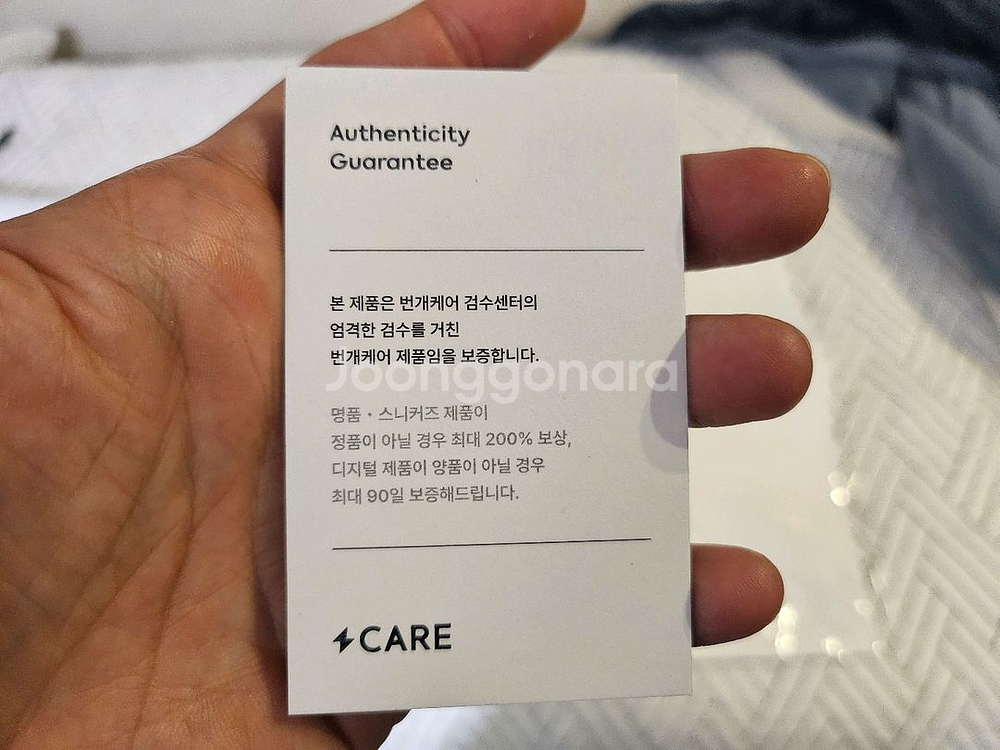 Authenticity
Guarantee
본 제품은 번개케어 검수센터의
엄격한 검수를 거친
번개케어 제품임을 보증합니다.
Joonggonara
명품 • 스니커즈 제품이
정품이 아닐 경우 최대 200% 보상,
디지털 제품이 양품이 아닐 경우
최대 90일 보증해드립니다.
CARE